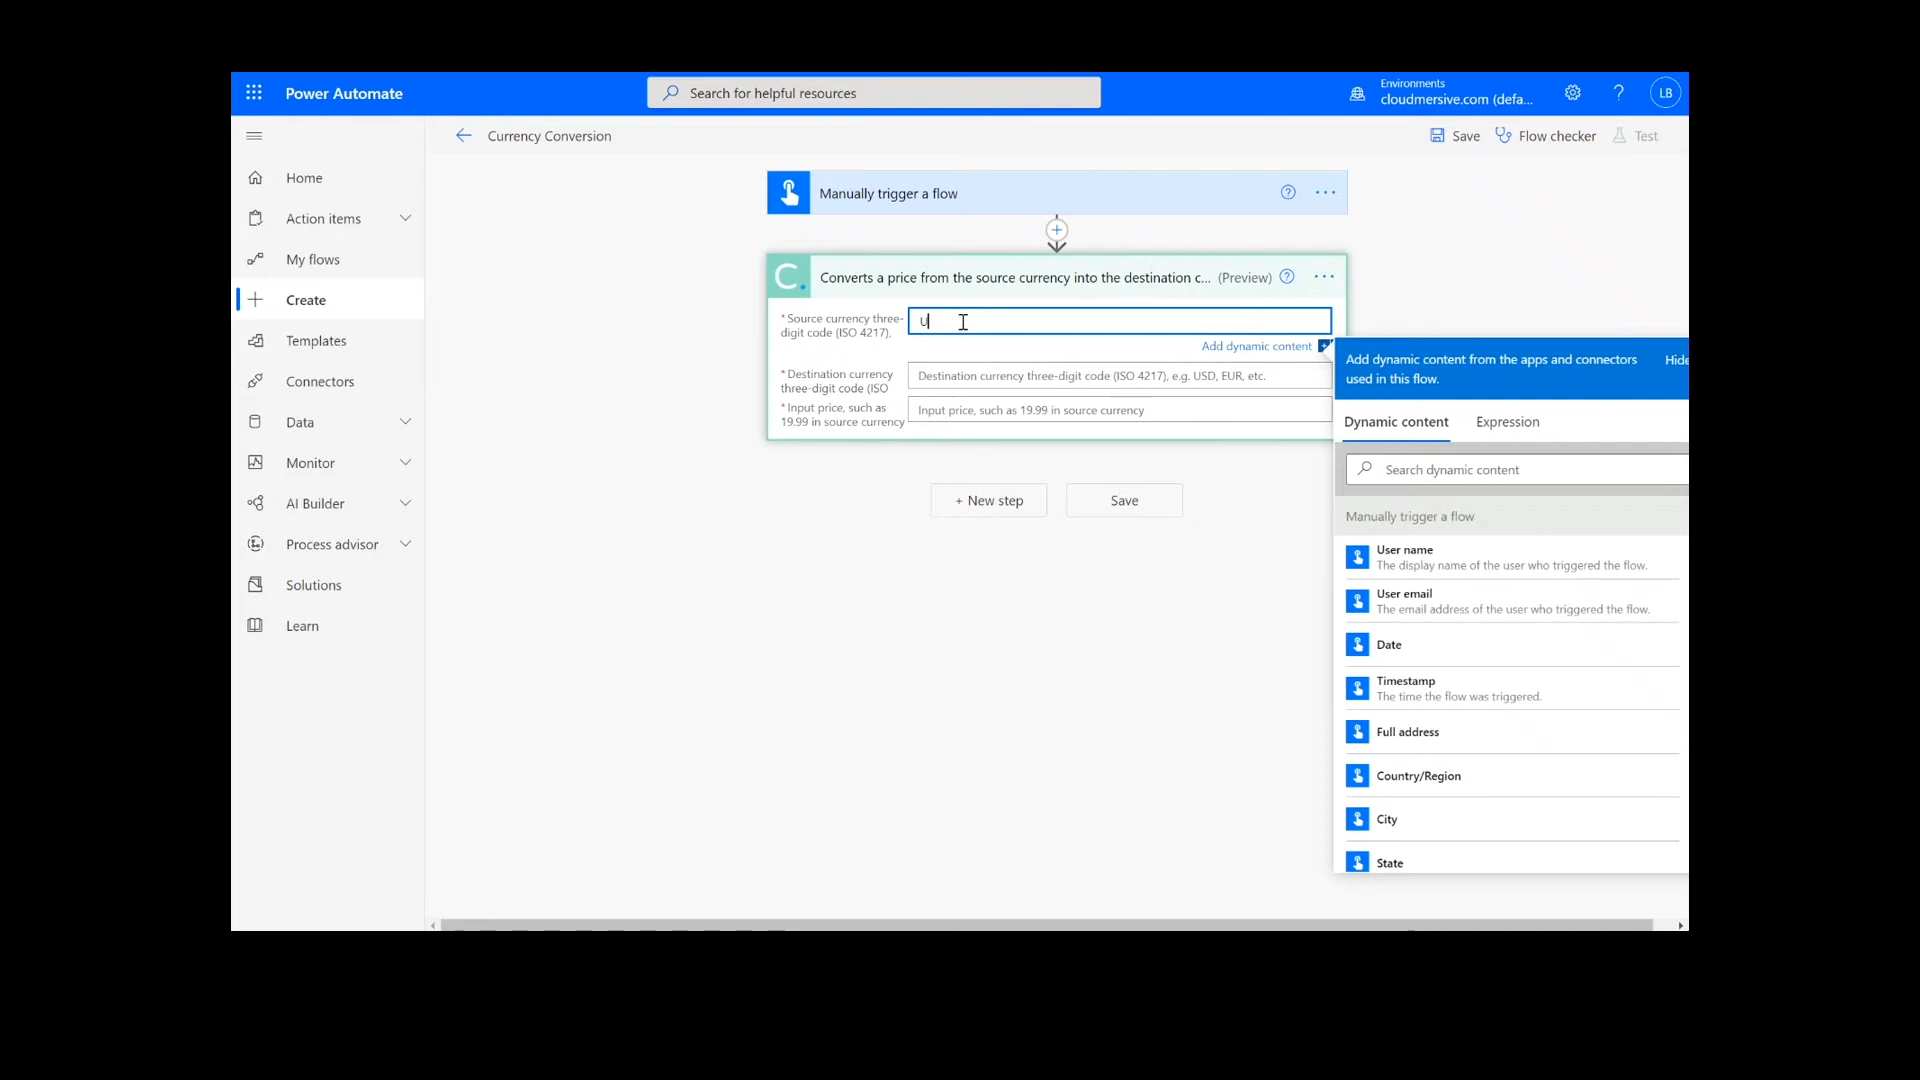 Power Automate
Search for helpful resources
Environments
cloudmersive.com (defa...
?
LB
Currency Conversion
Save
Flow checker
Test
Home
Action items
My flows
Create
Templates
Connectors
Data
Monitor
AI Builder
Process advisor
Solutions
Learn
Manually trigger a flow
?
...
C.
Converts a price from the source currency into the destination c... (Preview)
?
...
* Source currency three-
digit code (ISO 4217),
U
Add dynamic content
* Destination currency
three-digit code (ISO
Destination currency three-digit code (ISO 4217), e.g. USD, EUR, etc.
* Input price, such as
19.99 in source currency
Input price, such as 19.99 in source currency
+ New step
Save
Add dynamic content from the apps and connectors
used in this flow.
Hide
Dynamic content
Expression
Search dynamic content
Manually trigger a flow
User name
The display name of the user who triggered the flow.
User email
The email address of the user who triggered the flow.
Date
Timestamp
The time the flow was triggered.
Full address
Country/Region
City
State